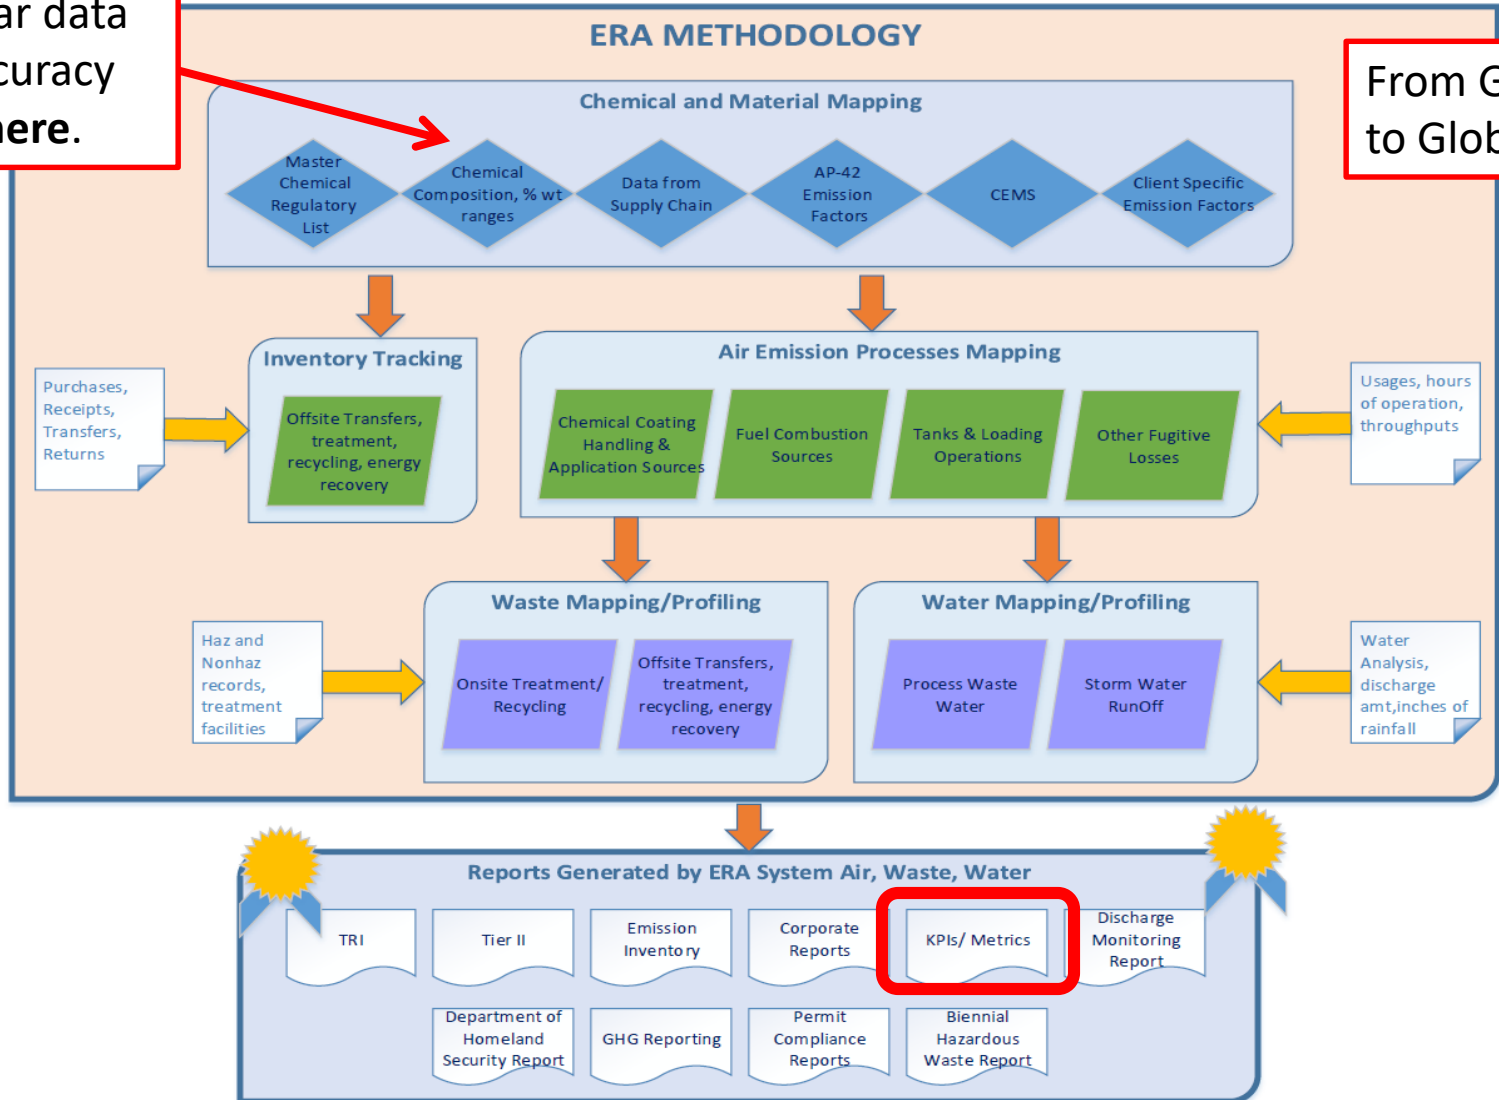 ar data
curacy
here.
ERA METHODOLOGY
From G
to Glob
Chemical and Material Mapping
Master
Chemical
Regulatory
List
Chemical
Composition, % wt
ranges
Data from
Supply Chain
AP-42
Emission
Factors
CEMS
Client Specific
Emission Factors
Inventory Tracking
Offsite Transfers,
treatment,
recycling, energy
recovery
Purchases,
Receipts,
Transfers,
Returns
Air Emission Processes Mapping
Chemical Coating
Handling &
Application Sources
Fuel Combustion
Sources
Tanks & Loading
Operations
Other Fugitive
Losses
Usages, hours
of operation,
throughputs
Haz and
Nonhaz
records,
treatment
facilities
Waste Mapping/Profiling
Onsite Treatment/
Recycling
Offsite Transfers,
treatment,
recycling, energy
recovery
Water Mapping/Profiling
Process Waste
Water
Storm Water
RunOff
Water
Analysis,
discharge
amt,inches of
rainfall
Reports Generated by ERA System Air, Waste, Water
TRI
Tier II
Emission
Inventory
Corporate
Reports
KPIs/ Metrics
Discharge
Monitoring
Report
Department of
Homeland
Security Report
GHG Reporting
Permit
Compliance
Reports
Biennial
Hazardous
Waste Report